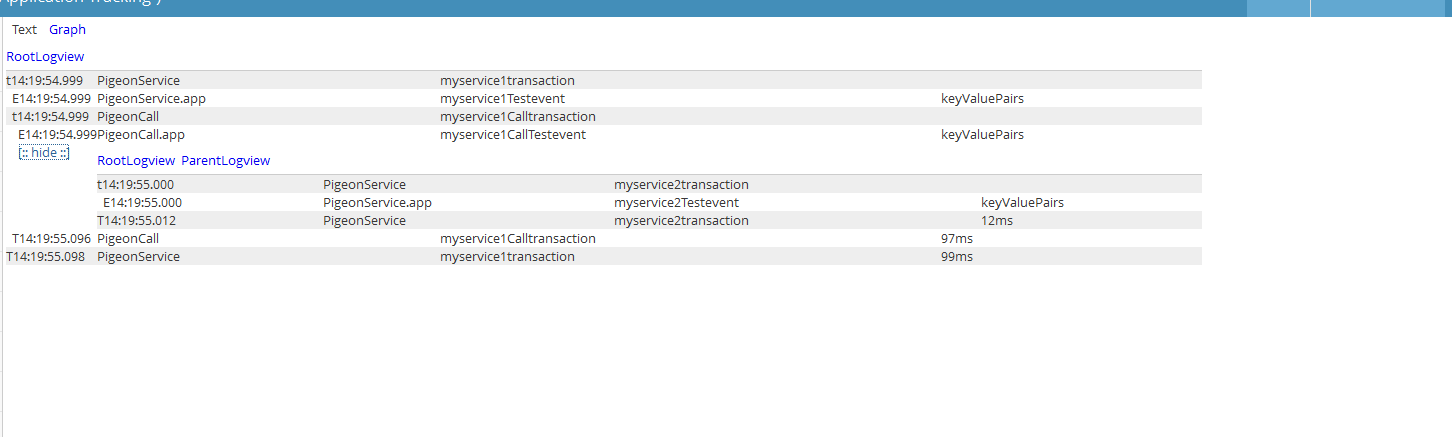 Application Tracking )
Text Graph
RootLogview
t14:19:54.999 PigeonService myservice1transaction
E14:19:54.999 PigeonService.app myservice1Testevent keyValuePairs
t14:19:54.999 PigeonCall myservice1Calltransaction
E14:19:54.999PigeonCall.app myservice1CallTestevent keyValuePairs
[:: hide ::]
RootLogview ParentLogview
t14:19:55.000 PigeonService myservice2transaction
E14:19:55.000 PigeonService.app myservice2Testevent keyValuePairs
T14:19:55.012 PigeonService myservice2transaction 12ms
T14:19:55.096 PigeonCall myservice1Calltransaction 97ms
T14:19:55.098 PigeonService myservice1transaction 99ms